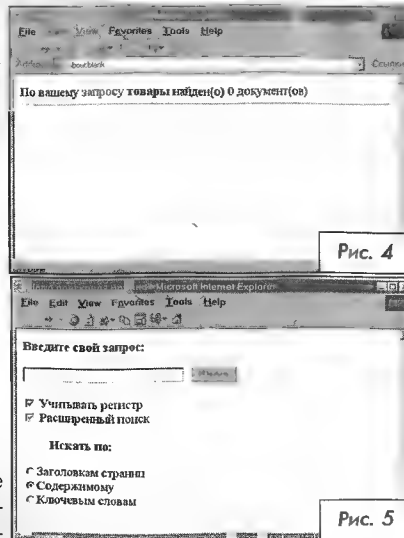 File View Favorites Tools Help
about:blank
По вашему запросу товары найден(о) 0 документ(ов)
Рис. 4
Microsoft Internet Explorer
File Edit View Favorites Tools Help
Введите свой запрос:
Учитывать регистр
Расширенный поиск
Искать по:
Заголовкам страниц
Содержимому
Ключевым словам
Рис. 5